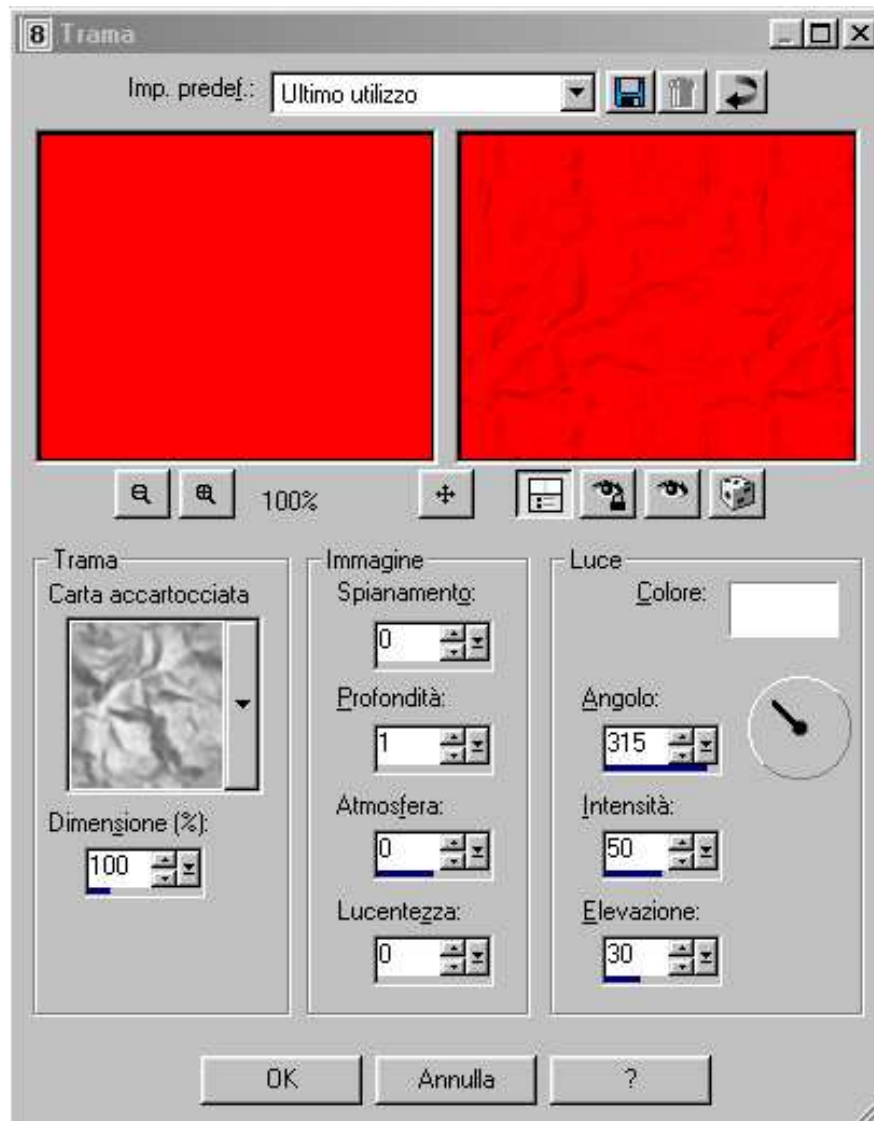 8 Trama
Imp. predef.: Ultimo utilizzo
100%
Trama
Carta accartocciata
Dimensione (%):
100
Immagine
Spianamento:
0
Profondità:
1
Atmosfera:
0
Lucentezza:
0
Luce
Colore:
Angolo:
315
Intensità:
50
Elevazione:
30
OK
Annulla
?